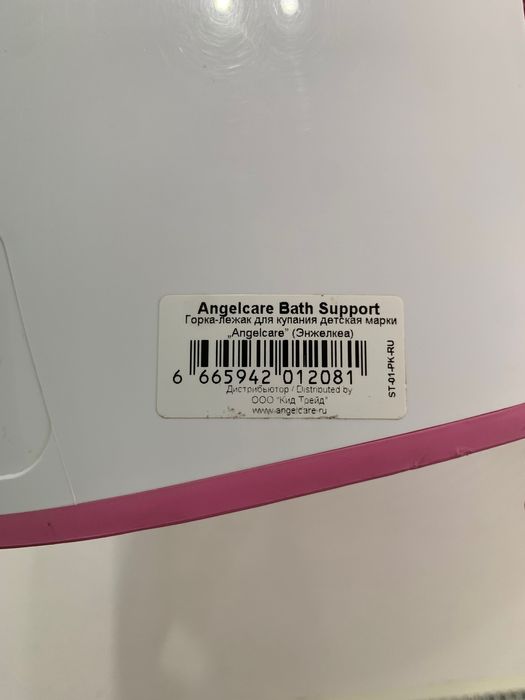 Angelcare Bath Support
Горка-лежак для купания детская марки
„Angelcare" (Энжелкеа)
6 665942 012081
Дистрибьютор / Distributed by
ООО "Кид Трейд"
www.angelcare.ru
ST-01-PK-RU